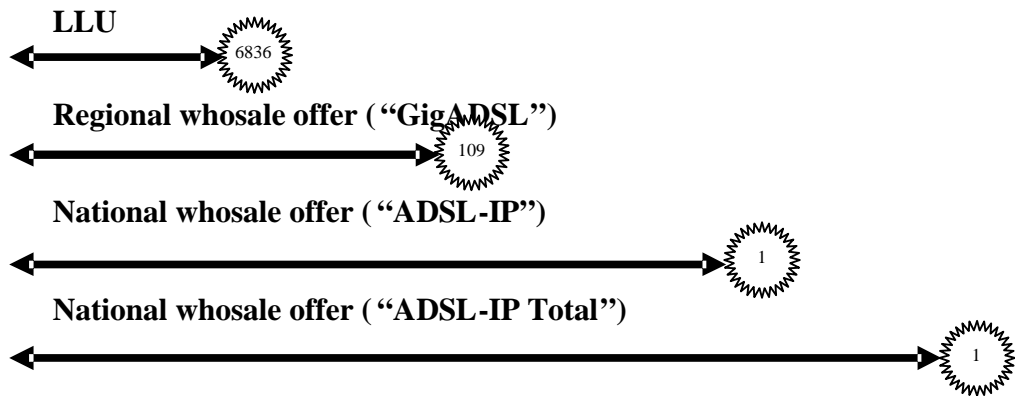 LLU
6836
Regional whosale offer (“GigADSL”)
109
National whosale offer (“ADSL-IP”)
1
National whosale offer (“ADSL-IP Total”)
1